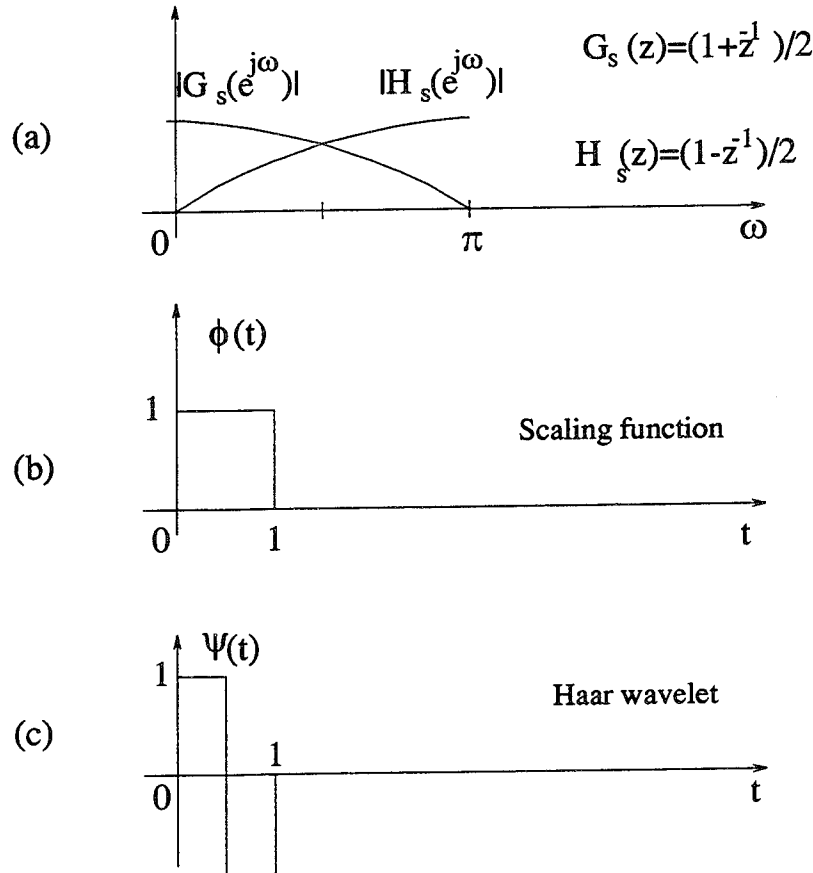 |G_s(e^{jω})| |H_s(e^{jω})| G_s(z)=(1+z^{-1})/2
(a) H_s(z)=(1-z^{-1})/2
0 π ω
ϕ(t)
1 Scaling function
(b)
0 1 t
Ψ(t)
1 Haar wavelet
(c) 1
0 t